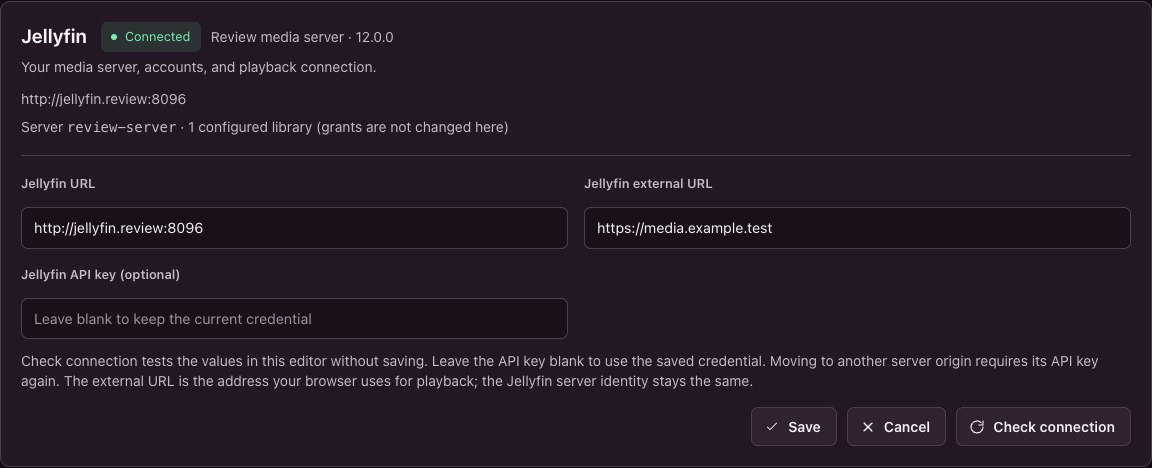 Jellyfin Connected Review media server · 12.0.0
Your media server, accounts, and playback connection.
http://jellyfin.review:8096
Server review-server · 1 configured library (grants are not changed here)
Jellyfin URL
Jellyfin external URL
http://jellyfin.review:8096
https://media.example.test
Jellyfin API key (optional)
Leave blank to keep the current credential
Check connection tests the values in this editor without saving. Leave the API key blank to use the saved credential. Moving to another server origin requires its API key
again. The external URL is the address your browser uses for playback; the Jellyfin server identity stays the same.
Save
Cancel
Check connection